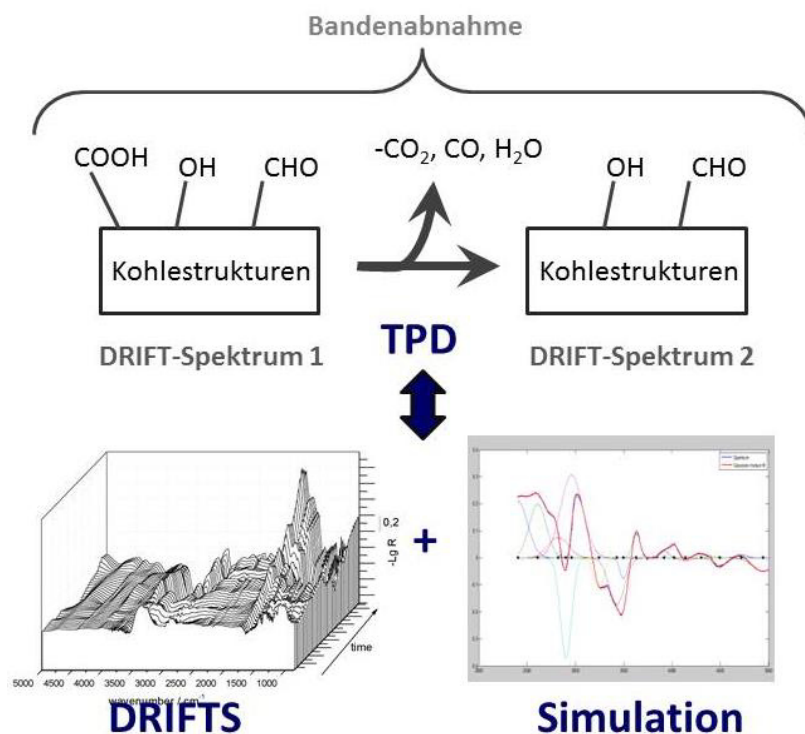 Bandenabnahme
COOH
OH
CHO
-CO₂, CO, H₂O
OH
CHO
Kohlestrukturen
Kohlestrukturen
DRIFT-Spektrum 1
TPD
DRIFT-Spektrum 2
0,2
-Lg R
+
time
5000 4500 4000 3500 3000 2500 2000 1500 1000
wavenumber / cm⁻¹
DRIFTS
Simulation